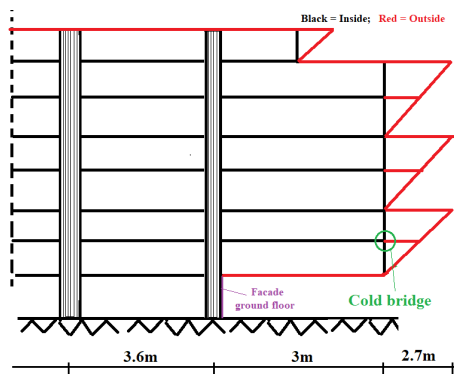 Black = Inside; Red = Outside
Facade
ground floor
Cold bridge
3.6m
3m
2.7m